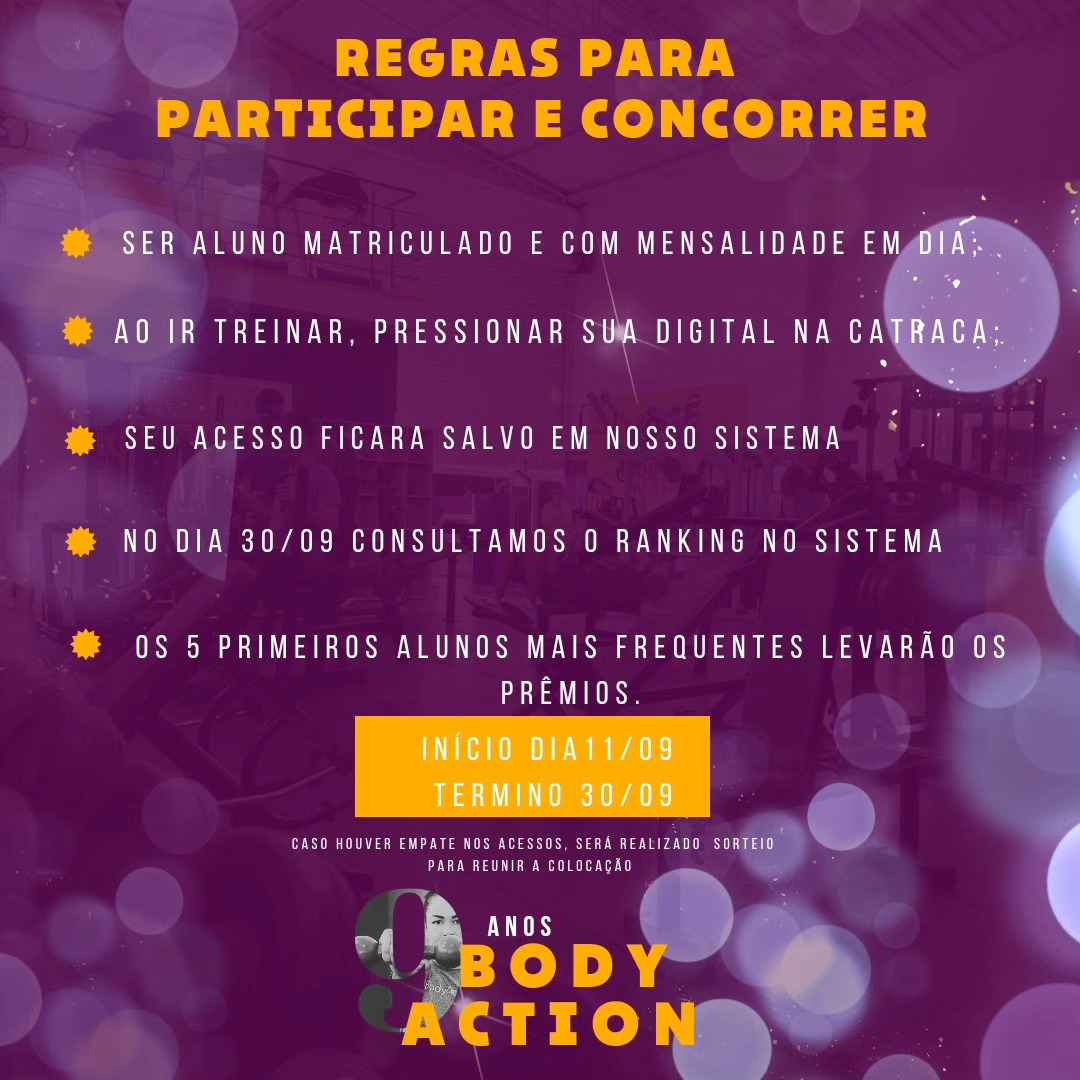 REGRAS PARA
PARTICIPAR E CONCORRER
SER ALUNO MATRICULADO E COM MENSALIDADE EM DIA;
AO IR TREINAR, PRESSIONAR SUA DIGITAL NA CATRACA;
SEU ACESSO FICARA SALVO EM NOSSO SISTEMA
NO DIA 30/09 CONSULTAMOS O RANKING NO SISTEMA
OS 5 PRIMEIROS ALUNOS MAIS FREQUENTES LEVARÃO OS
PRÊMIOS.
INÍCIO DIA11/09
TERMINO 30/09
CASO HOUVER EMPATE NOS ACESSOS, SERÁ REALIZADO SORTEIO
PARA REUNIR A COLOCAÇÃO
9 ANOS
BODY
ACTION